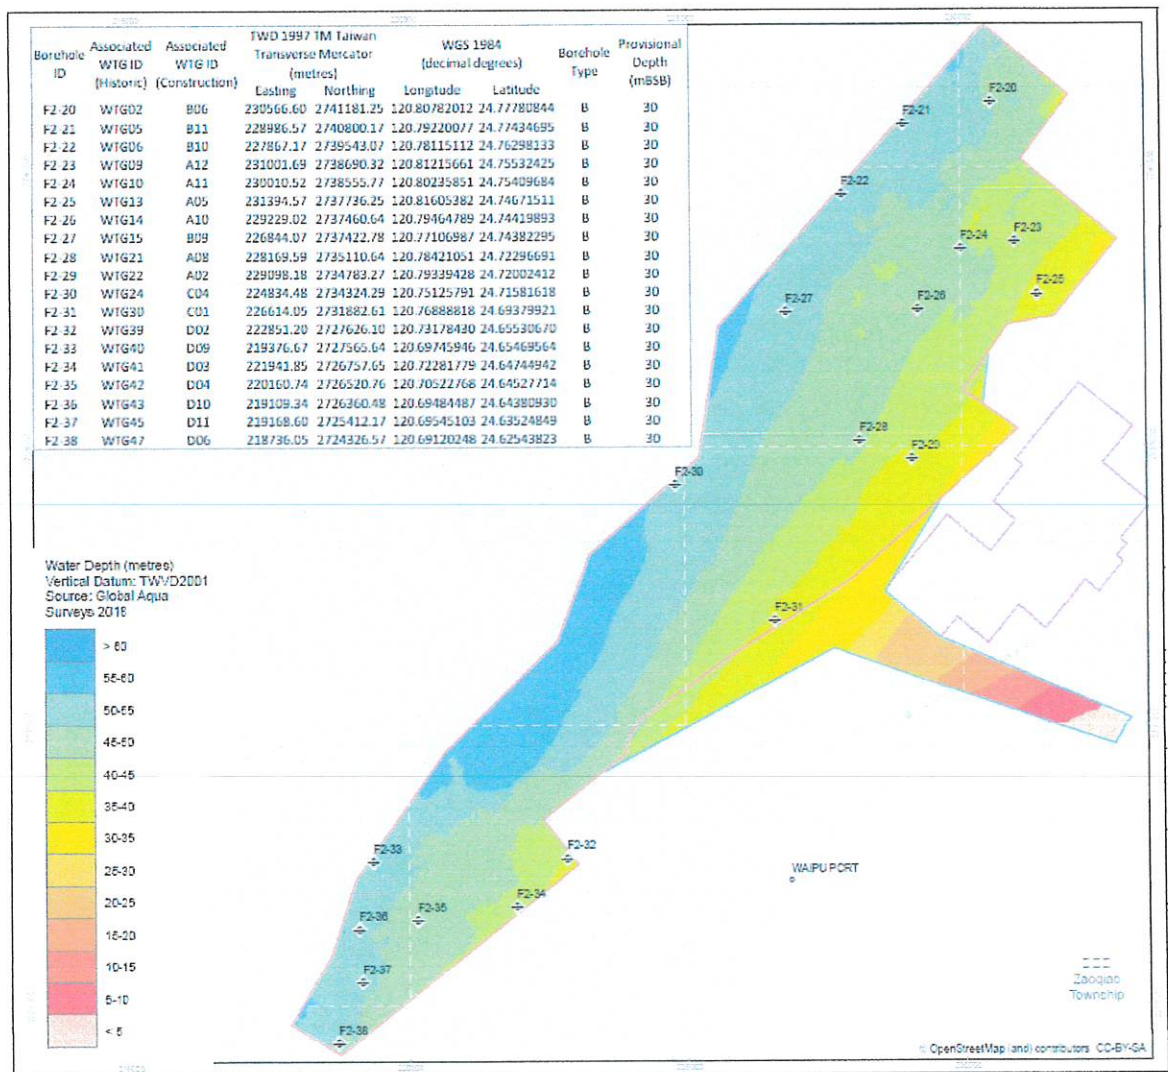 Borehole ID Associated WTG ID (Historic) Associated WTG ID (Construction) TWD 1997 TM Taiwan Transverse Mercator (metres) WGS 1984 (decimal degrees) Borehole Type Provisional Depth (mBSB)
Easting Northing Longitude Latitude
F2-20 WTG02 B06 230566.60 2741181.25 120.80782012 24.77780844 B 30
F2-21 WTG05 B11 228986.57 2740800.17 120.79220077 24.77434695 B 30
F2-22 WTG06 B10 227867.17 2739543.07 120.78115112 24.76298133 B 30
F2-23 WTG09 A12 231001.69 2738690.32 120.81215661 24.75532425 B 30
F2-24 WTG10 A11 230010.52 2738555.77 120.80235851 24.75409684 B 30
F2-25 WTG13 A05 231394.57 2737736.25 120.81605382 24.74671511 B 30
F2-26 WTG14 A10 229229.02 2737460.64 120.79464789 24.74419893 B 30
F2-27 WTG15 B09 226844.07 2737422.78 120.77106987 24.74382295 B 30
F2-28 WTG21 A08 228169.59 2735110.64 120.78421051 24.72296691 B 30
F2-29 WTG22 A02 229098.18 2734783.27 120.79339428 24.72002412 B 30
F2-30 WTG24 C04 224834.48 2734324.29 120.75125791 24.71581618 B 30
F2-31 WTG30 C01 226614.05 2731882.61 120.76888818 24.69379921 B 30
F2-32 WTG39 D02 222851.20 2727626.10 120.73178430 24.65530670 B 30
F2-33 WTG40 D09 219376.67 2727565.64 120.69745946 24.65469564 B 30
F2-34 WTG41 D03 221941.85 2726757.65 120.72281779 24.64744942 B 30
F2-35 WTG42 D04 220160.74 2726520.76 120.70522768 24.64527714 B 30
F2-36 WTG43 D10 219109.34 2726360.48 120.69484487 24.64380930 B 30
F2-37 WTG45 D11 219168.60 2725412.17 120.69545103 24.63524849 B 30
F2-38 WTG47 D06 218736.05 2724326.57 120.69120248 24.62543823 B 30
F2-20
F2-21
F2-22
F2-23
F2-24
F2-25
F2-26
F2-27
F2-28
F2-29
F2-30
F2-31
F2-32
F2-33
F2-34
F2-35
F2-36
F2-37
F2-38
Water Depth (metres)
Vertical Datum: TWVD2001
Source: Global Aqua
Surveys 2018
> 60
55-60
50-55
45-50
40-45
35-40
30-35
25-30
20-25
15-20
10-15
5-10
< 5
WAIPU PORT
Zaoqiao
Township
© OpenStreetMap (and) contributors CC-BY-SA